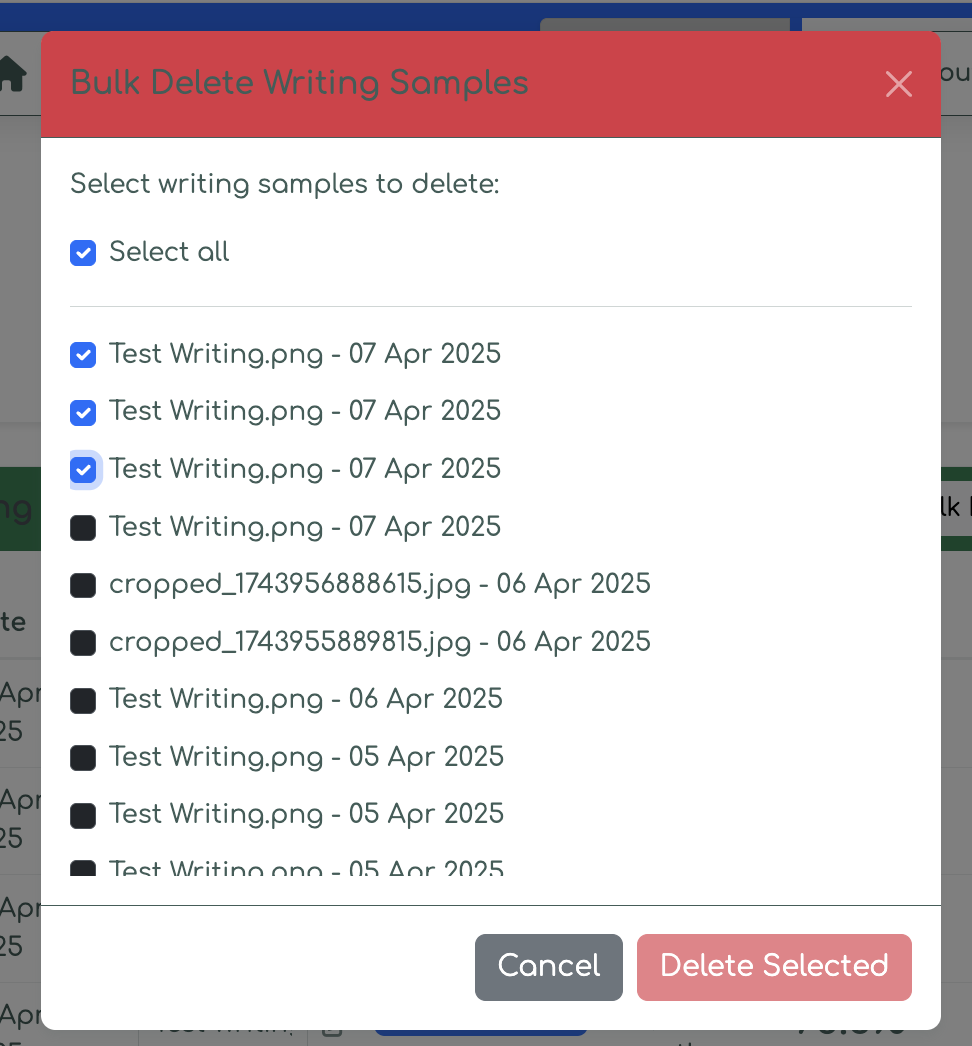 Bulk Delete Writing Samples
Select writing samples to delete:
Select all
Test Writing.png - 07 Apr 2025
Test Writing.png - 07 Apr 2025
Test Writing.png - 07 Apr 2025
Test Writing.png - 07 Apr 2025
cropped_1743956888615.jpg - 06 Apr 2025
cropped_1743955889815.jpg - 06 Apr 2025
Test Writing.png - 06 Apr 2025
Test Writing.png - 05 Apr 2025
Test Writing.png - 05 Apr 2025
Test Writing.png - 05 Apr 2025
Cancel
Delete Selected